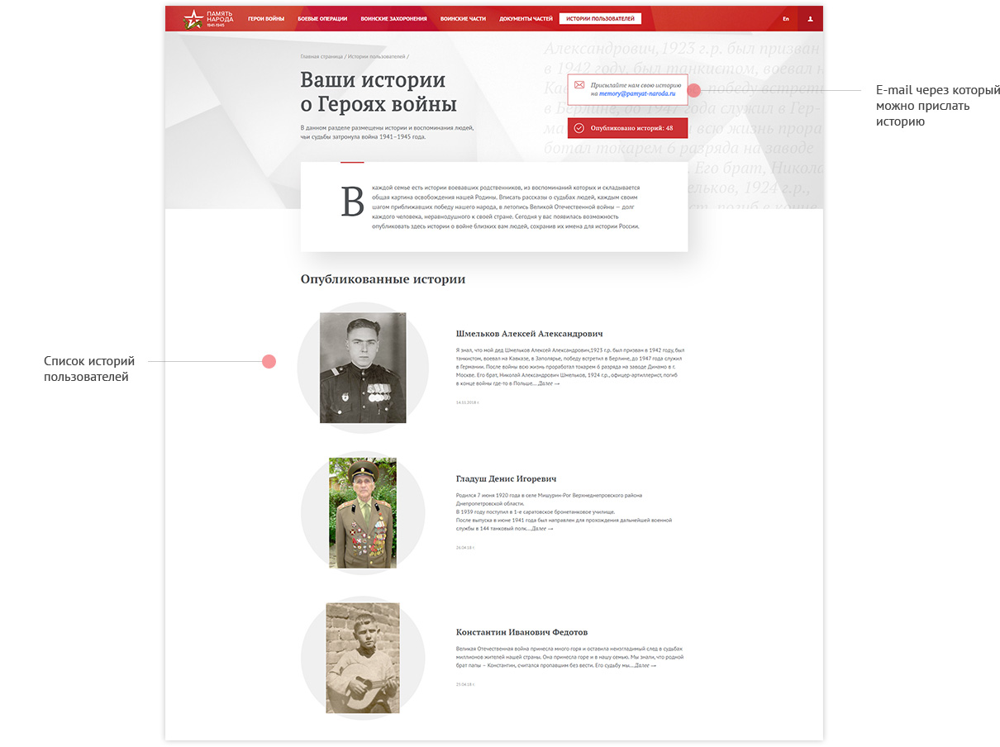 ПАМЯТЬ
НАРОДА
1941-1945
ГЕРОИ ВОЙНЫ
БОЕВЫЕ ОПЕРАЦИИ
ВОИНСКИЕ ЗАХОРОНЕНИЯ
ВОИНСКИЕ ЧАСТИ
ДОКУМЕНТЫ ЧАСТЕЙ
ИСТОРИИ ПОЛЬЗОВАТЕЛЕЙ
En
Главная страница / Истории пользователей /
Ваши истории
о Героях войны
В данном разделе размещены истории и воспоминания людей,
чьи судьбы затронула война 1941–1945 года.
Александрович, 1923 г.р. был призван
в 1942 году, был танкистом, воевал н
победу встрет
в Берлине, до 1947 года служил в Гер-
всю жизнь прора
ботал токарем 6 разряда на заводе
Его брат, Никола
1924 г.р.,
погиб в конце
Присылайте нам свою историю
на memory@pamyat-naroda.ru
Опубликовано историй: 48
E-mail через который
можно прислать
историю
В каждой семье есть истории воевавших родственников, из воспоминаний которых и складывается
общая картина освобождения нашей Родины. Вписать рассказы о судьбах людей, каждым своим
шагом приближавших победу нашего народа, в летопись Великой Отечественной войны — долг
каждого человека, неравнодушного к своей стране. Сегодня у вас появилась возможность
опубликовать здесь истории о войне близких вам людей, сохранив их имена для истории России.
Опубликованные истории
Список историй
пользователей
Шмельков Алексей Александрович
Я знал, что мой дед Шмельков Алексей Александрович,1923 г.р. был призван в 1942 году, был
танкистом, воевал на Кавказе, в Заполярье, победу встретил в Берлине, до 1947 года служил
в Германии. После войны всю жизнь проработал токарем 6 разряда на заводе Динамо в г.
Москве. Его брат, Николай Александрович Шмельков, 1924 г.р., офицер-артиллерист, погиб
в конце войны где-то в Польше... Далее →
14.11.2018 г.
Гладуш Денис Игоревич
Родился 7 июня 1920 года в селе Мишурин-Рог Верхнеднепровского района
Днепропетровской области.
В 1939 году поступил в 1-е саратовское бронетанковое училище.
После выпуска в июне 1941 года был направлен для прохождения дальнейшей военной
службы в 144 танковый полк... Далее →
26.04.18 г.
Константин Иванович Федотов
Великая Отечественная война принесла много горя и оставила неизгладимый след в судьбах
миллионов жителей нашей страны. Она принесла горе и в нашу семью. Мы знали, что родной
брат папы – Константин, считался пропавшим без вести. Его судьбу мы....Далее →
25.04.18 г.